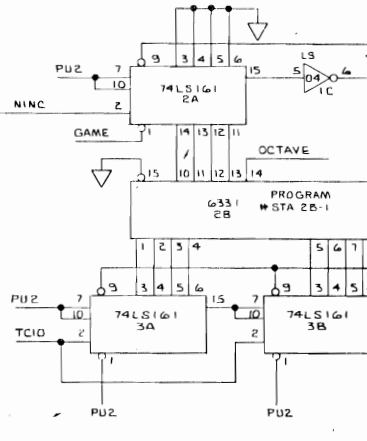 9 3 4 5 6 LS
PU2 7 74LS161 15 5 04 6
10 2A 1C
NINC 2
GAME 1 14 13 12 11 OCTAVE
15 10 11 12 13 14
6331 PROGRAM
2B # STA 2B-1
1 2 3 4 5 6 7
9 3 4 5 6 9 3 4 5
PU2 7 74LS161 15 7 74LS161
10 3A 10 3B
TC10 2 2
1 1
PU2 PU2